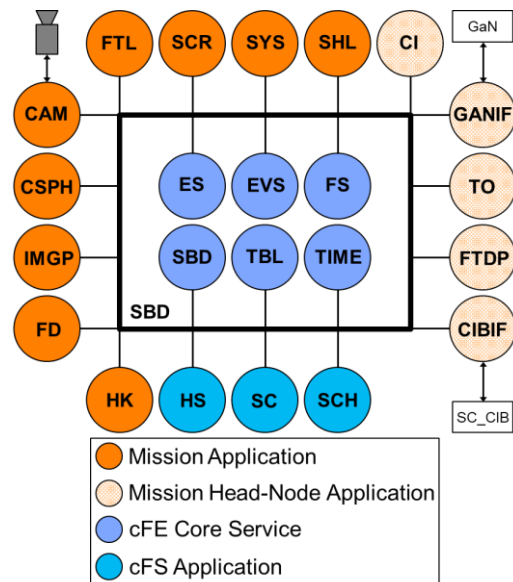 FTL SCR SYS SHL CI GaN
CAM GANIF
CSPH ES EVS FS TO
IMGP SBD TBL TIME FTDP
SBD
FD CIBIF
HK HS SC SCH SC_CIB
Mission Application
Mission Head-Node Application
cFE Core Service
cFS Application